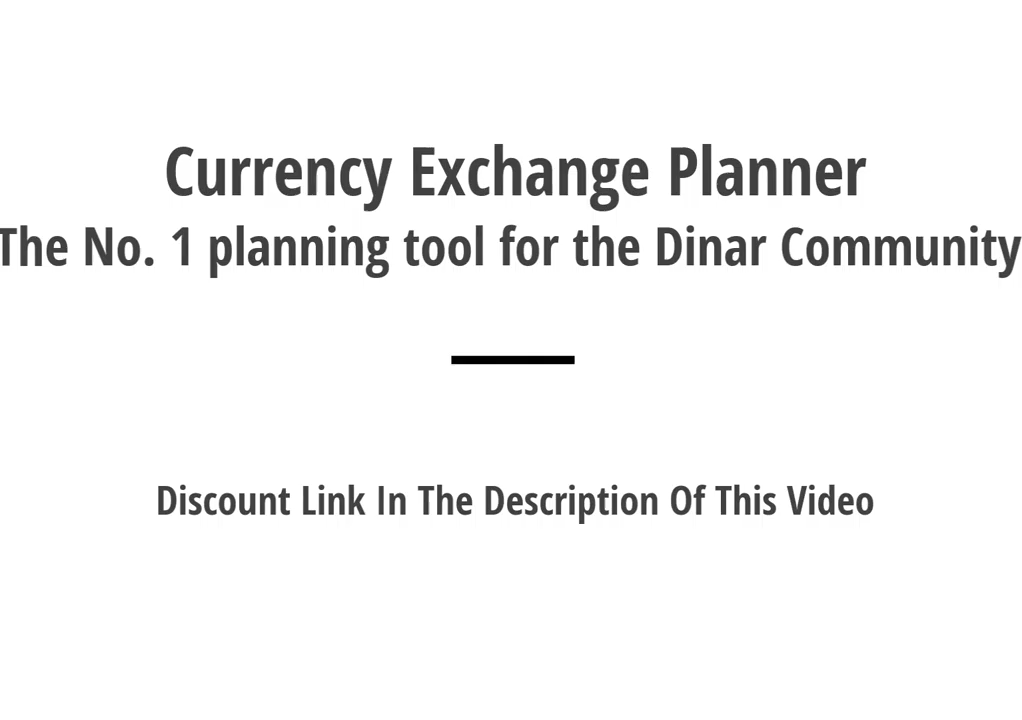 Currency Exchange Planner
The No. 1 planning tool for the Dinar Community
Discount Link In The Description Of This Video